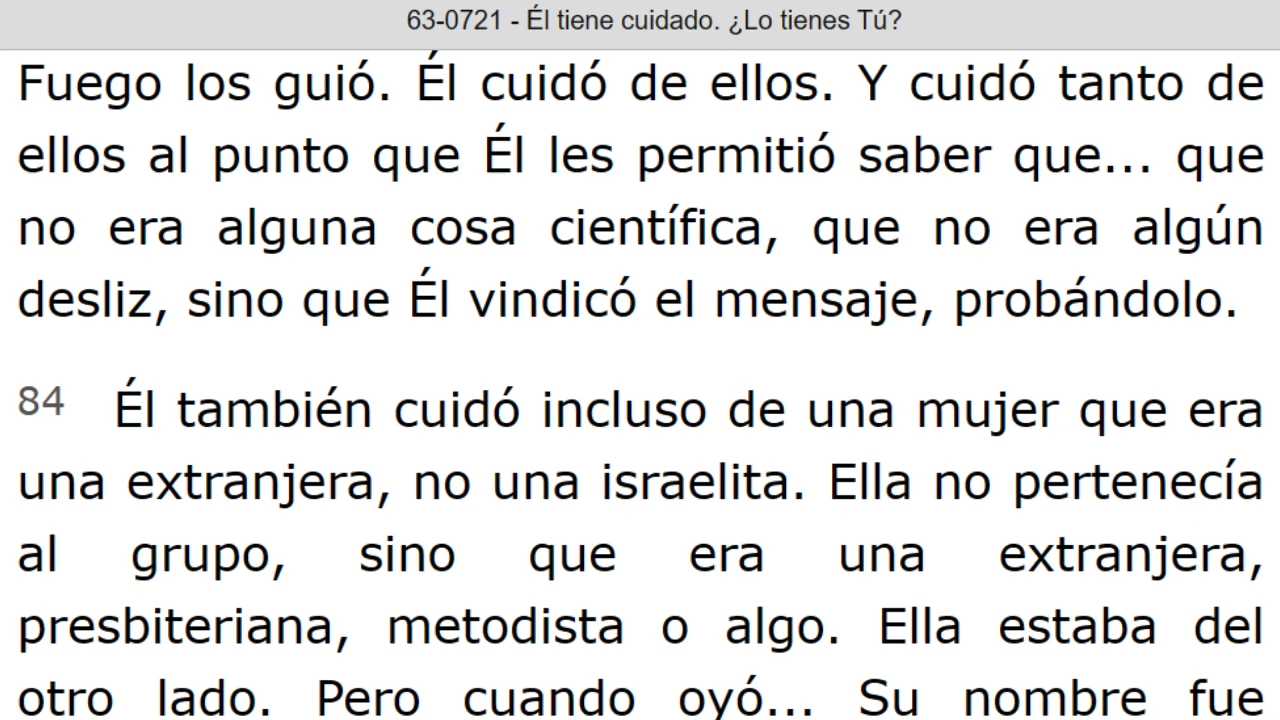 63-0721 - Él tiene cuidado. ¿Lo tienes Tú?
Fuego los guió. Él cuidó de ellos. Y cuidó tanto de
ellos al punto que Él les permitió saber que... que
no era alguna cosa científica, que no era algún
desliz, sino que Él vindicó el mensaje, probándolo.
84 Él también cuidó incluso de una mujer que era
una extranjera, no una israelita. Ella no pertenecía
al grupo, sino que era una extranjera,
presbiteriana, metodista o algo. Ella estaba del
otro lado. Pero cuando oyó... Su nombre fue